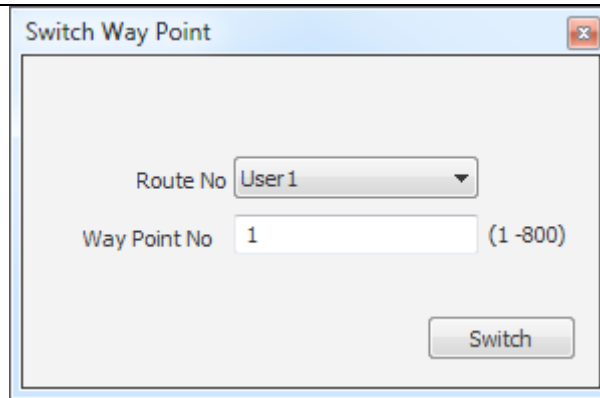 Switch Way Point
Route No User1
Way Point No 1 (1 -800)
Switch